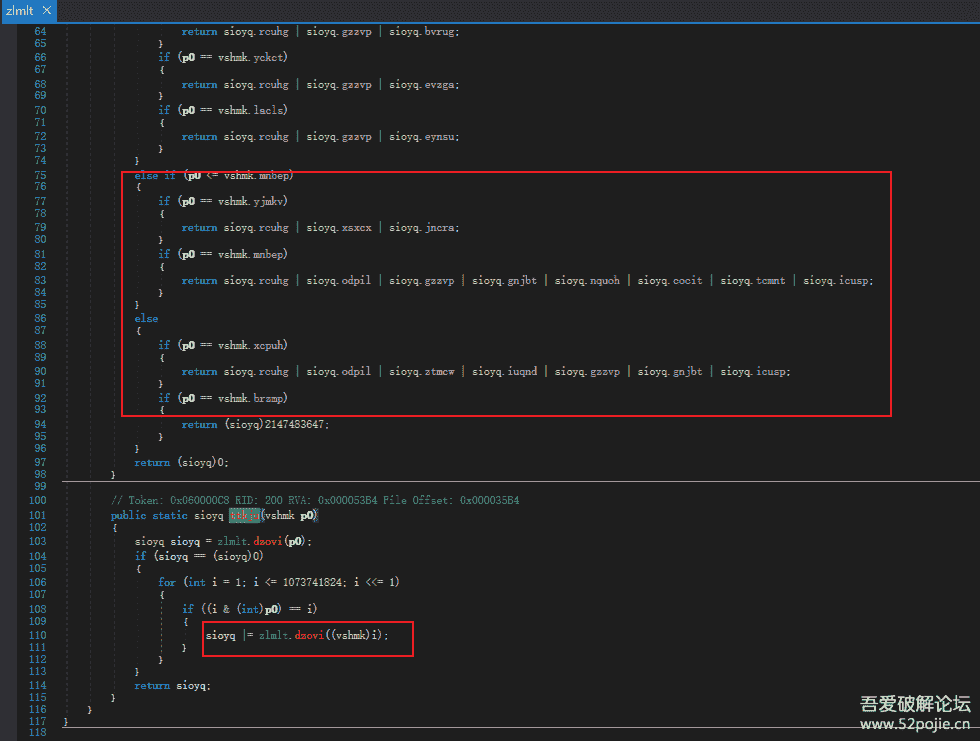 zlmlt
64 return sioyq.rcuhg | sioyq.gzzvp | sioyq.bvrug;
65 }
66 if (p0 == vshmk.yckct)
67 {
68 return sioyq.rcuhg | sioyq.gzzvp | sioyq.evzga;
69 }
70 if (p0 == vshmk.lacls)
71 {
72 return sioyq.rcuhg | sioyq.gzzvp | sioyq.eynsu;
73 }
74 }
75 else if (p0 <= vshmk.mnbep)
76 {
77 if (p0 == vshmk.yjmkv)
78 {
79 return sioyq.rcuhg | sioyq.xsxcx | sioyq.jncra;
80 }
81 if (p0 == vshmk.mnbep)
82 {
83 return sioyq.rcuhg | sioyq.odpil | sioyq.gzzvp | sioyq.gnjbt | sioyq.nquoh | sioyq.cocit | sioyq.tcmnt | sioyq.icusp;
84 }
85 }
86 else
87 {
88 if (p0 == vshmk.xcpuh)
89 {
90 return sioyq.rcuhg | sioyq.odpil | sioyq.ztmcw | sioyq.iuqnd | sioyq.gzzvp | sioyq.gnjbt | sioyq.icusp;
91 }
92 if (p0 == vshmk.brzmp)
93 {
94 return (sioyq)2147483647;
95 }
96 }
97 return (sioyq)0;
98 }
99
100 // Token: 0x060000C8 RID: 200 RVA: 0x000053B4 File Offset: 0x000035B4
101 public static sioyq (vshmk p0)
102 {
103 sioyq sioyq = zlmlt.dzovi(p0);
104 if (sioyq == (sioyq)0)
105 {
106 for (int i = 1; i <= 1073741824; i <<= 1)
107 {
108 if ((i & (int)p0) == i)
109 {
110 sioyq |= zlmlt.dzovi((vshmk)i);
111 }
112 }
113 }
114 return sioyq;
115 }
116 }
117 }
118
吾爱破解论坛
www.52pojie.cn